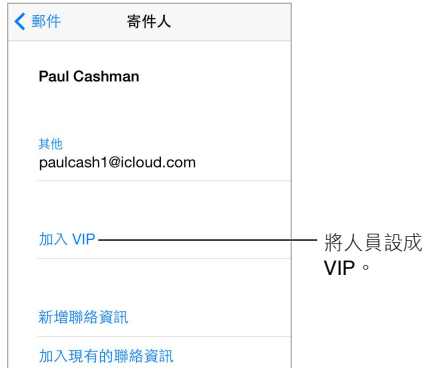 郵件 寄件人
Paul Cashman
其他
paulcash1@icloud.com
加入 VIP
將人員設成
VIP。
新增聯絡資訊
加入現有的聯絡資訊